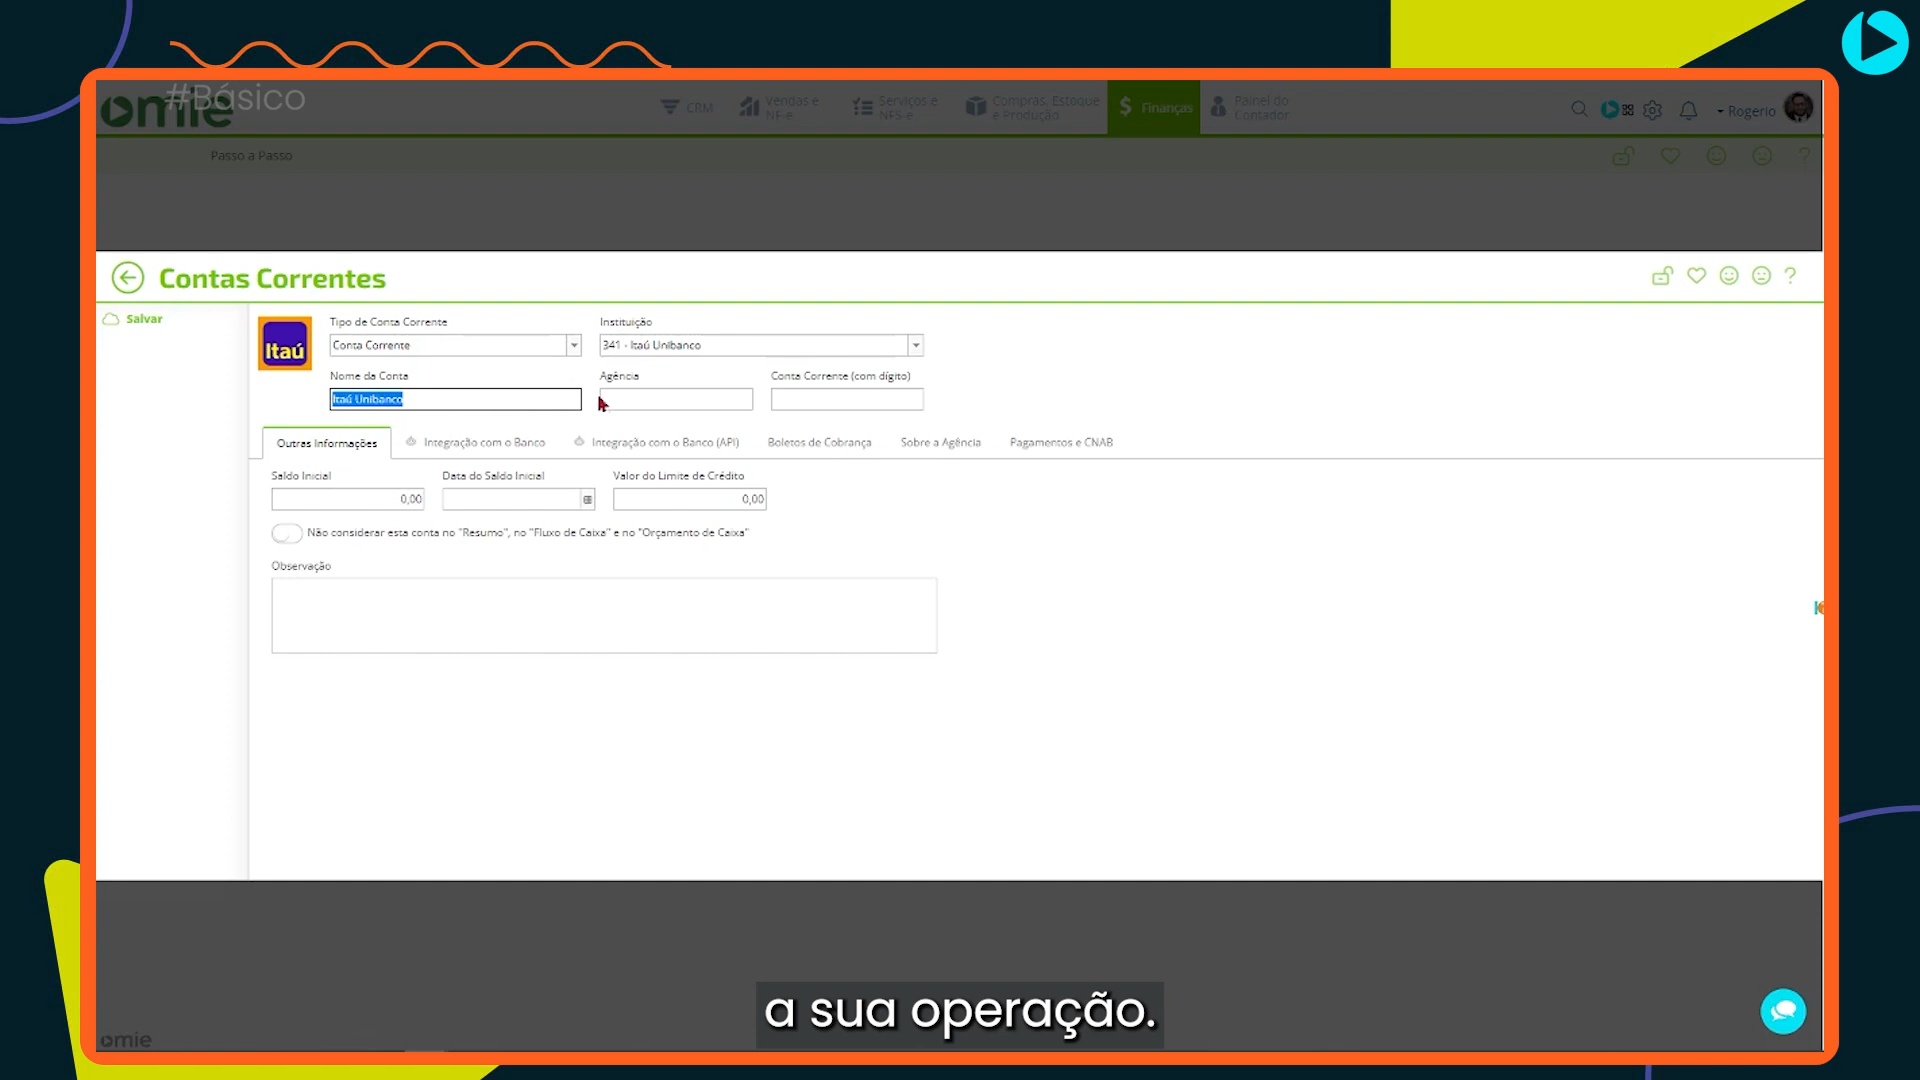 #Básico
omie
CRM
Vendas e
NF-e
Serviços e
NFS-e
Compras, Estoque
e Produção
$ Finanças
Painel do
Contador
Rogerio
Passo a Passo
?
Contas Correntes
?
Salvar
Itaú
Tipo de Conta Corrente
Instituição
Conta Corrente
341 - Itaú Unibanco
Nome da Conta
Agência
Conta Corrente (com dígito)
Itaú Unibanco
Outras Informações
Integração com o Banco
Integração com o Banco (API)
Boletos de Cobrança
Sobre a Agência
Pagamentos e CNAB
Saldo Inicial
Data do Saldo Inicial
Valor do Limite de Crédito
0,00
0,00
Não considerar esta conta no "Resumo", no "Fluxo de Caixa" e no "Orçamento de Caixa"
Observação
a sua operação.
omie